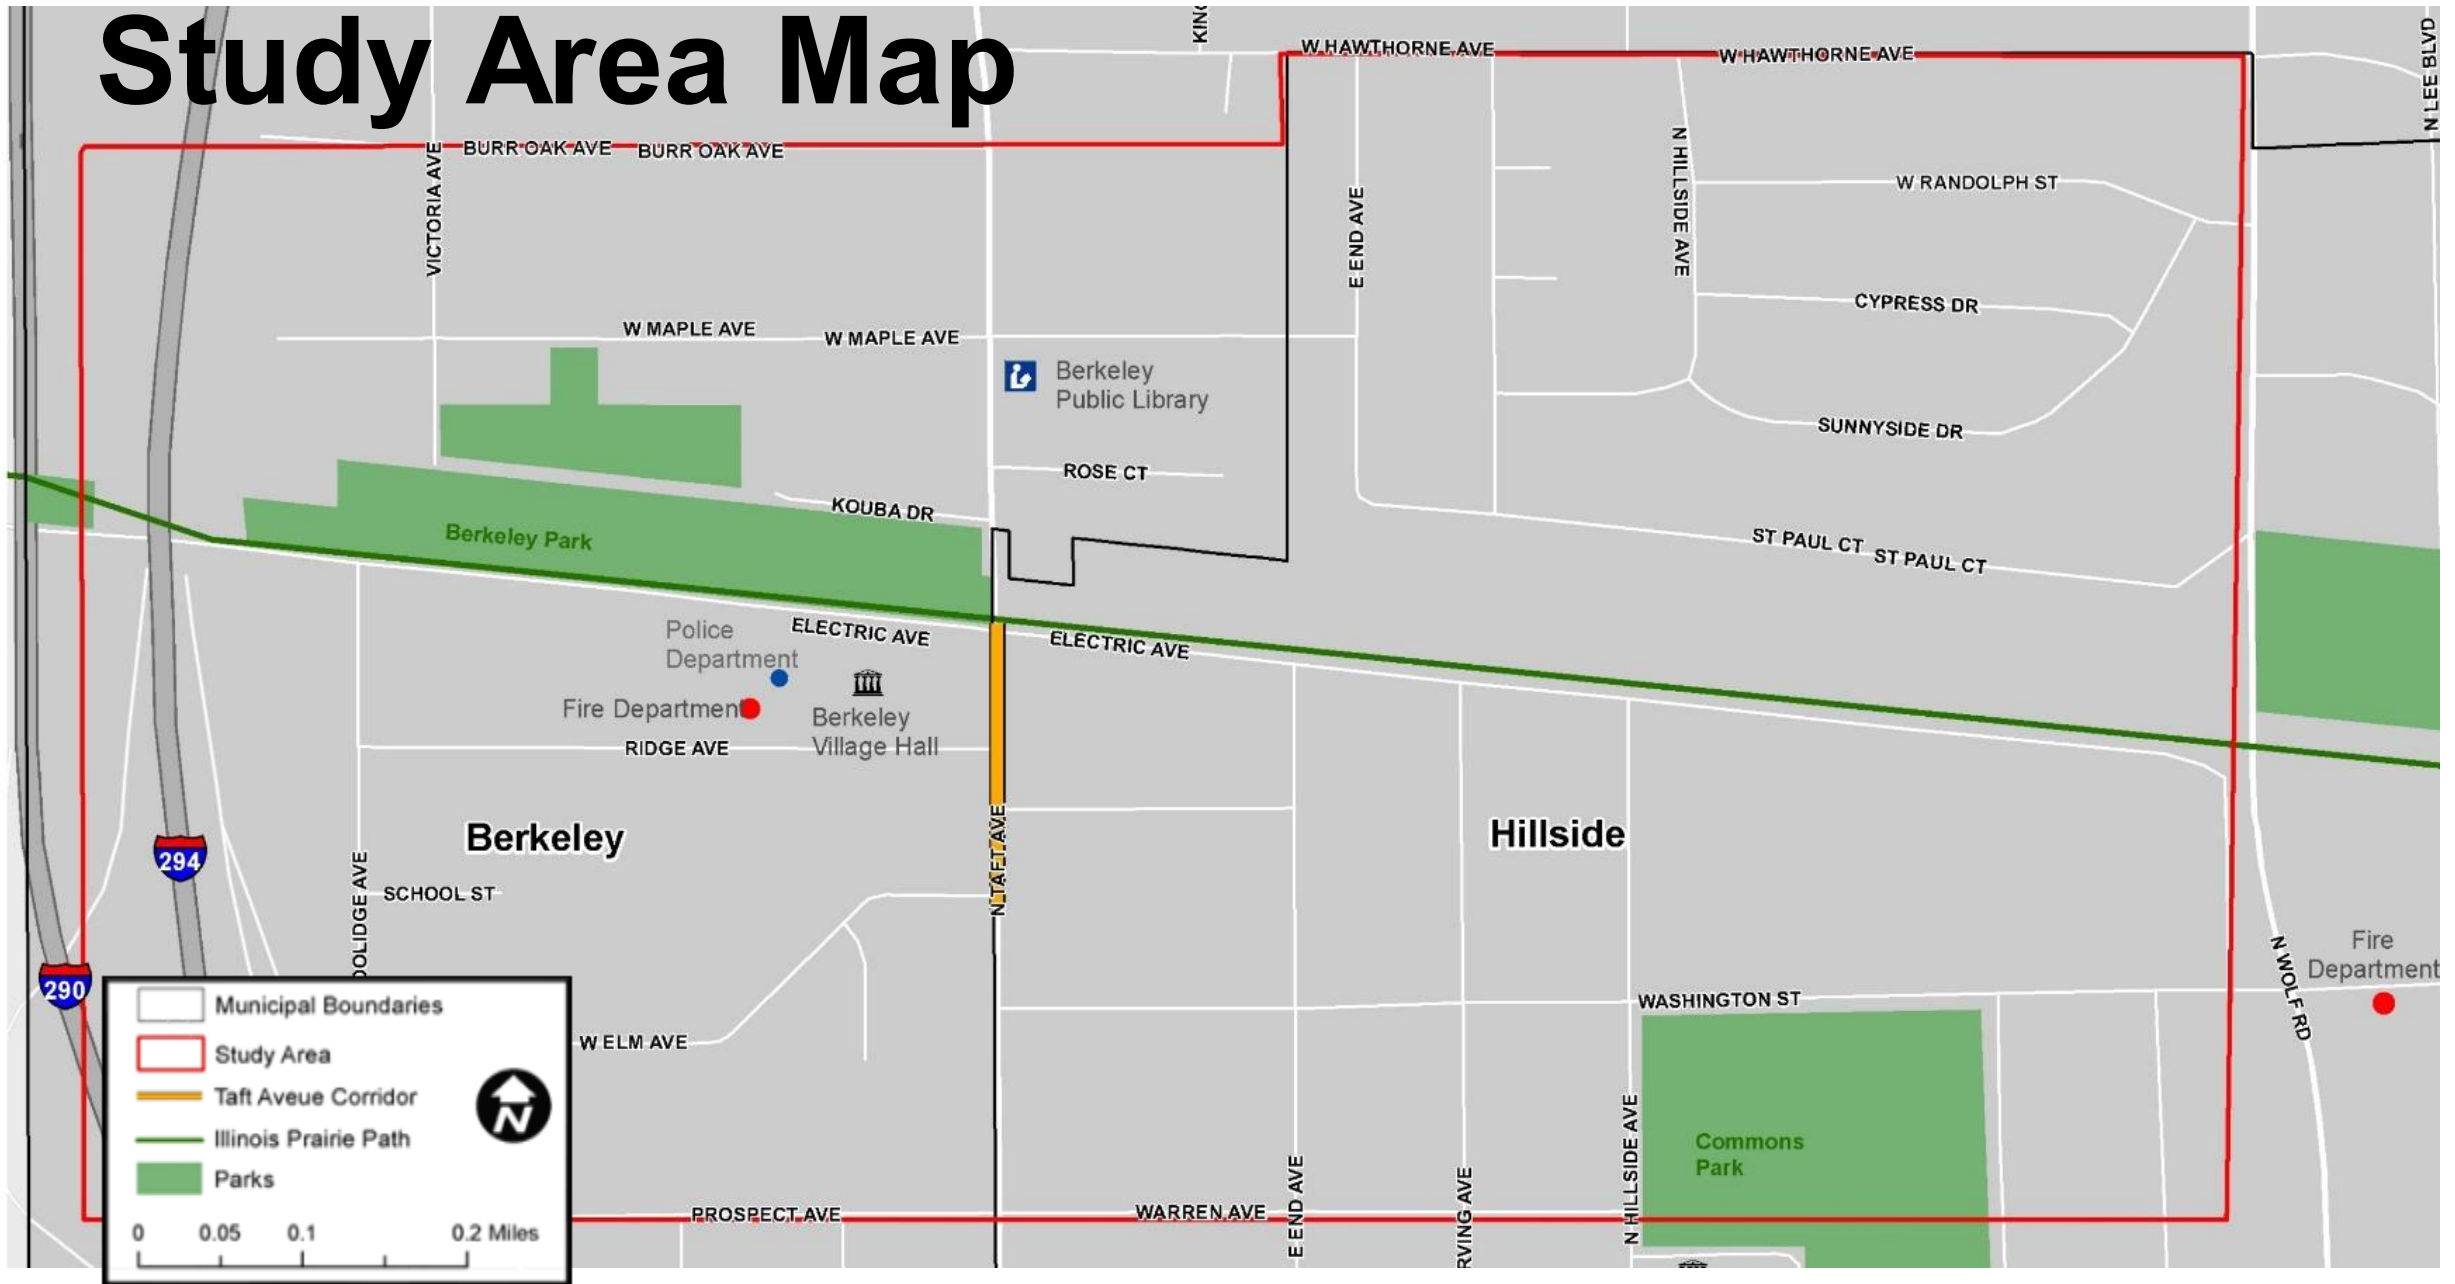 Study Area Map
KING
W HAWTHORNE AVE
W HAWTHORNE AVE
N LEE BLVD
BURR OAK AVE
BURR OAK AVE
VICTORIA AVE
E END AVE
N HILLSIDE AVE
W RANDOLPH ST
CYPRESS DR
W MAPLE AVE
W MAPLE AVE
Berkeley
Public Library
SUNNYSIDE DR
ROSE CT
KOUBA DR
Berkeley Park
ST PAUL CT
ST PAUL CT
ELECTRIC AVE
ELECTRIC AVE
Police
Department
Fire Department
Berkeley
Village Hall
RIDGE AVE
Berkeley
Hillside
294
N TAFT AVE
SCHOOL ST
OOLIDGE AVE
290
Fire
Department
N WOLF RD
WASHINGTON ST
W ELM AVE
Commons
Park
N HILLSIDE AVE
E END AVE
RVING AVE
PROSPECT AVE
WARREN AVE
Municipal Boundaries
Study Area
Taft Aveue Corridor
Illinois Prairie Path
Parks
N
0 0.05 0.1 0.2 Miles